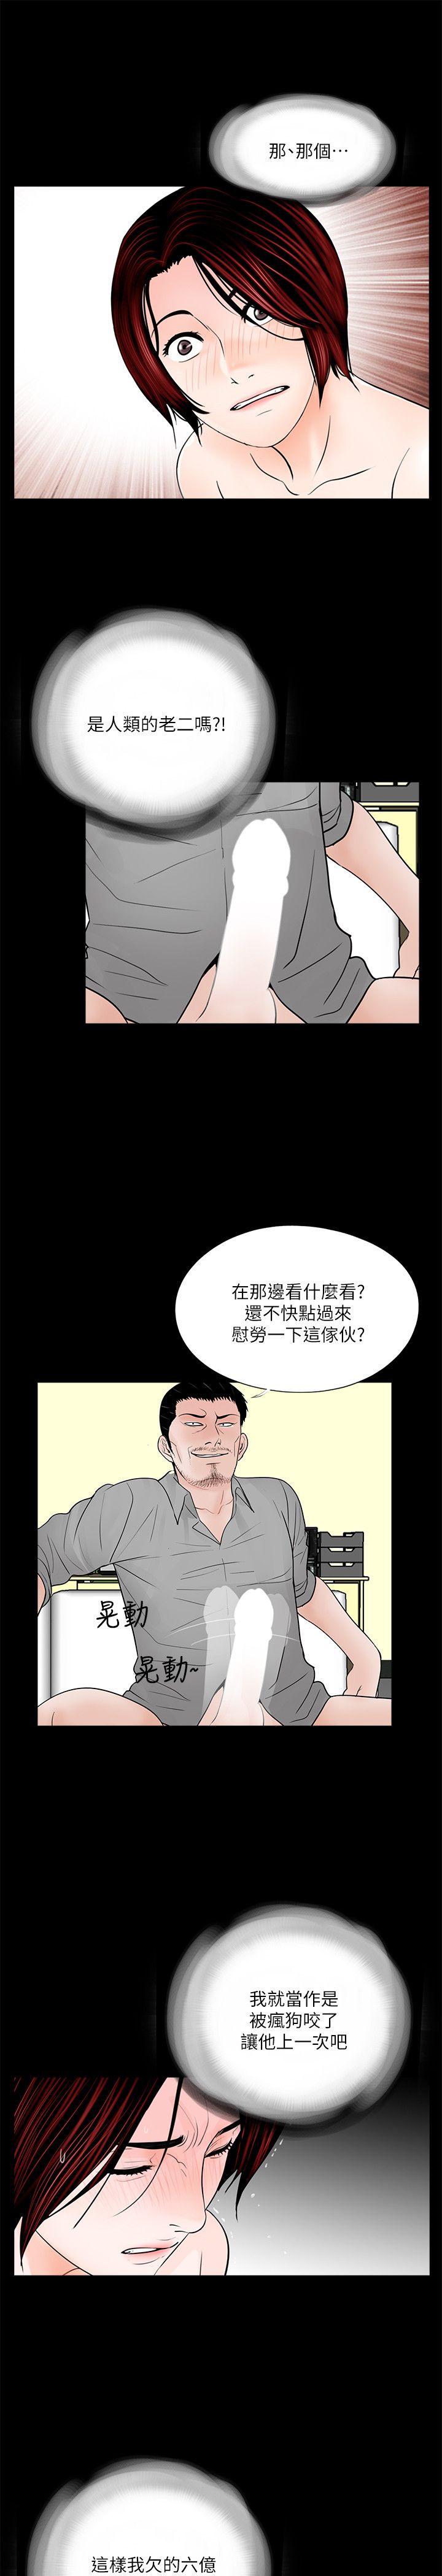 那、那個…
是人類的老二嗎?!
在那邊看什麼看?
還不快點過來
慰勞一下這傢伙?
晃動
晃動~
我就當作是
被瘋狗咬了
讓他上一次吧
這樣我欠的六億